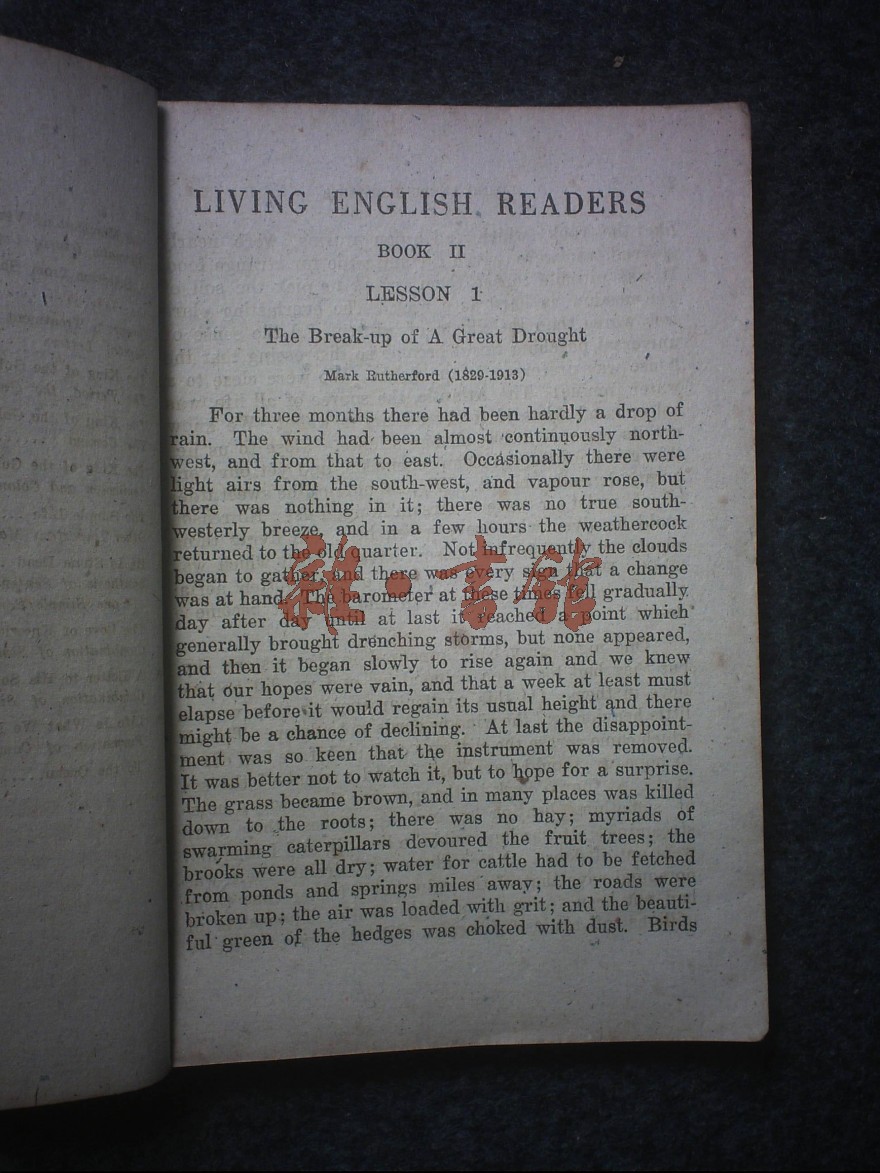 LIVING ENGLISH READERS
BOOK II
LESSON 1
The Break-up of A Great Drought
Mark Rutherford (1829-1913)
For three months there had been hardly a drop of
rain. The wind had been almost continuously north-
west, and from that to east. Occasionally there were
light airs from the south-west, and vapour rose, but
there was nothing in it; there was no true south-
westerly breeze, and in a few hours the weathercock
returned to the old quarter. Not infrequently the clouds
began to gather, and there was every sign that a change
was at hand. The barometer at these times fell gradually
day after day until at last it reached a point which
generally brought drenching storms, but none appeared,
and then it began slowly to rise again and we knew
that our hopes were vain, and that a week at least must
elapse before it would regain its usual height and there
might be a chance of declining. At last the disappoint-
ment was so keen that the instrument was removed.
It was better not to watch it, but to hope for a surprise.
The grass became brown, and in many places was killed
down to the roots; there was no hay; myriads of
swarming caterpillars devoured the fruit trees; the
brooks were all dry; water for cattle had to be fetched
from ponds and springs miles away; the roads were
broken up; the air was loaded with grit; and the beauti-
ful green of the hedges was choked with dust. Birds
雜·書館